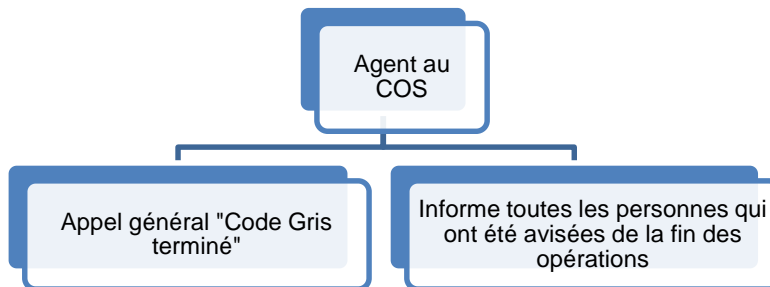 Agent au
COS
Appel général "Code Gris
terminé"
Informe toutes les personnes qui
ont été avisées de la fin des
opérations